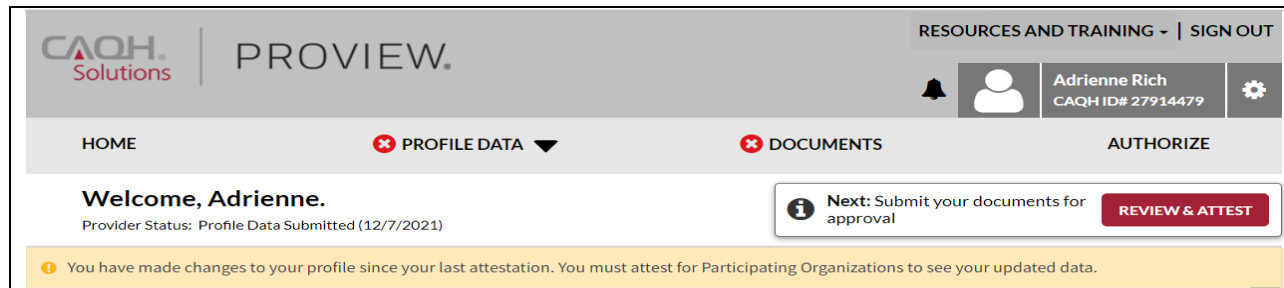 RESOURCES AND TRAINING | SIGN OUT
CAQH.
Solutions
PROVIEW.
Adrienne Rich
CAQH ID# 27914479
HOME
PROFILE DATA
DOCUMENTS
AUTHORIZE
Welcome, Adrienne.
Provider Status: Profile Data Submitted (12/7/2021)
Next: Submit your documents for
approval
REVIEW & ATTEST
You have made changes to your profile since your last attestation. You must attest for Participating Organizations to see your updated data.